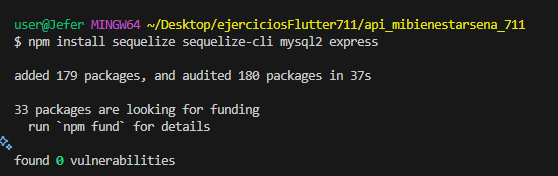 user@Jefer MINGW64 ~/Desktop/ejerciciosFlutter711/api_mibienestarsena_711
$ npm install sequelize sequelize-cli mysql2 express
added 179 packages, and audited 180 packages in 37s
33 packages are looking for funding
  run `npm fund` for details
found 0 vulnerabilities